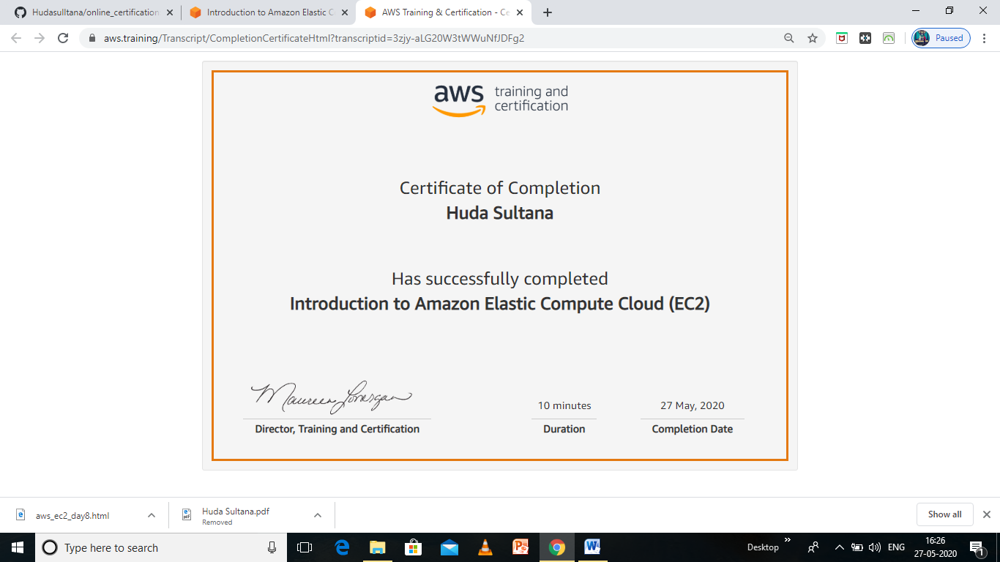 Hudasulltana/online_certification
Introduction to Amazon Elastic C
AWS Training & Certification - Ce
aws.training/Transcript/CompletionCertificateHtml?transcriptid=3zjy-aLG20W3tWWuNfJDFg2
Paused
aws training and
certification
Certificate of Completion
Huda Sultana
Has successfully completed
Introduction to Amazon Elastic Compute Cloud (EC2)
Maureen Lonergan
10 minutes
27 May, 2020
Director, Training and Certification
Duration
Completion Date
aws_ec2_day8.html
Huda Sultana.pdf
Removed
Show all
Type here to search
Desktop
ENG
16:26
27-05-2020
1